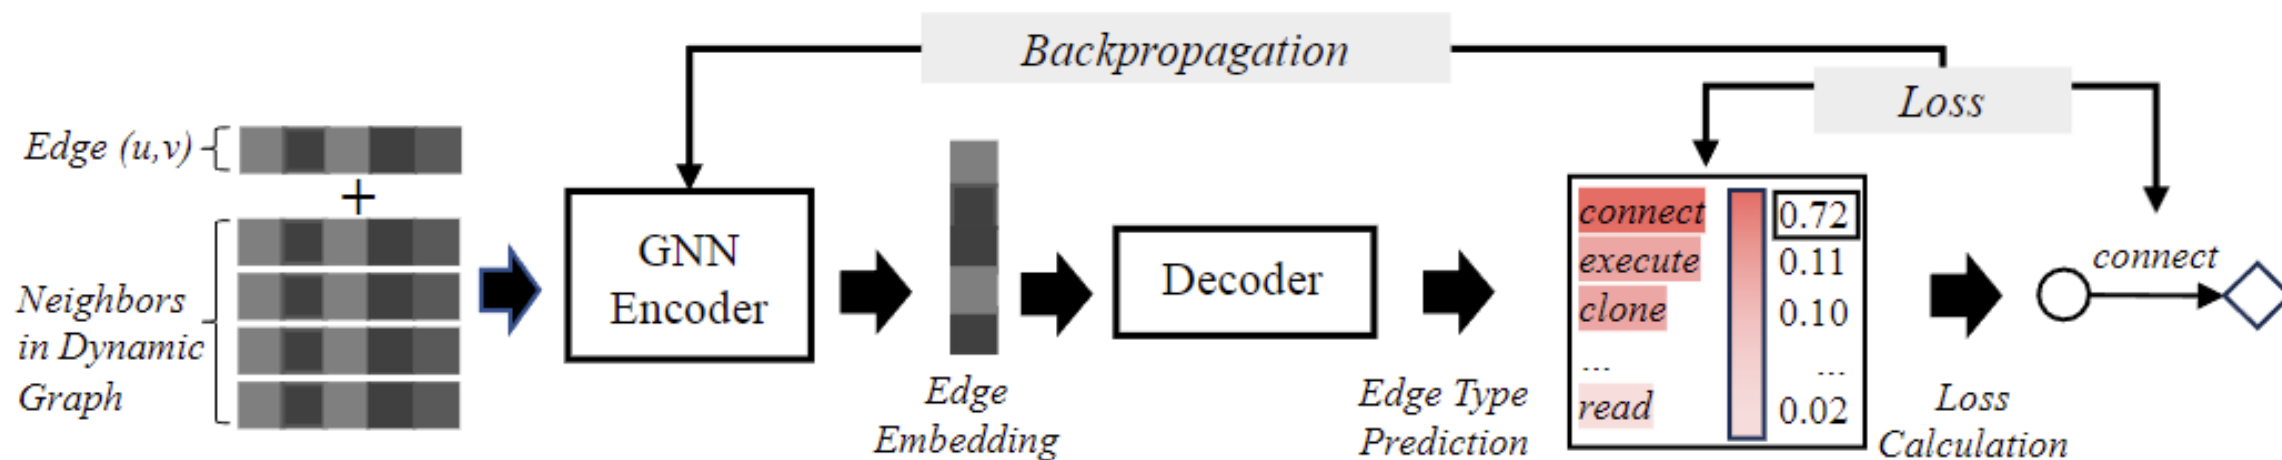 Backpropagation
Loss
Edge (u,v)
+
Neighbors
in Dynamic
Graph
GNN
Encoder
Edge
Embedding
Decoder
Edge Type
Prediction
connect 0.72
execute 0.11
clone 0.10
... ...
read 0.02
Loss
Calculation
connect